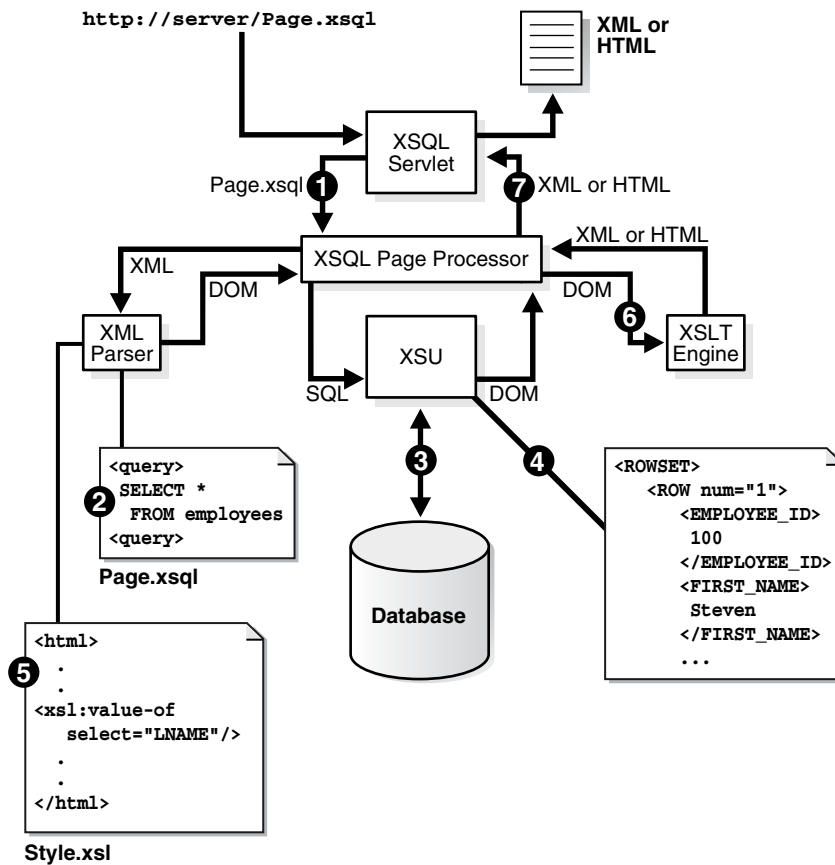 http://server/Page.xsql
XML or
HTML
XSQL
Servlet
Page.xsql
1
7
XML or HTML
XSQL Page Processor
XML or HTML
XML
DOM
DOM
6
XML
Parser
XSU
XSLT
Engine
SQL
DOM
3
4
<query>
2
SELECT *
FROM employees
<query>
Page.xsql
Database
<ROWSET>
<ROW num="1">
<EMPLOYEE_ID>
100
</EMPLOYEE_ID>
<FIRST_NAME>
Steven
</FIRST_NAME>
...
5
<html>
.
.
<xsl:value-of
select="LNAME"/>
.
.
</html>
Style.xsl